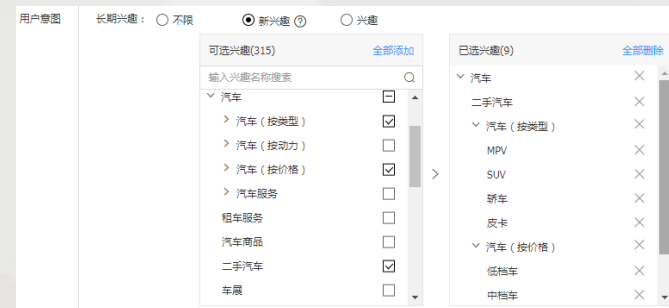 用户意图 长期兴趣： 不限 新兴趣 ? 兴趣
可选兴趣(315) 全部添加
输入兴趣名称搜索
汽车
汽车（按类型）
汽车（按动力）
汽车（按价格）
汽车服务
租车服务
汽车商品
二手汽车
车展
已选兴趣(9) 全部删除
汽车
二手汽车
汽车（按类型）
MPV
SUV
轿车
皮卡
汽车（按价格）
低档车
中档车